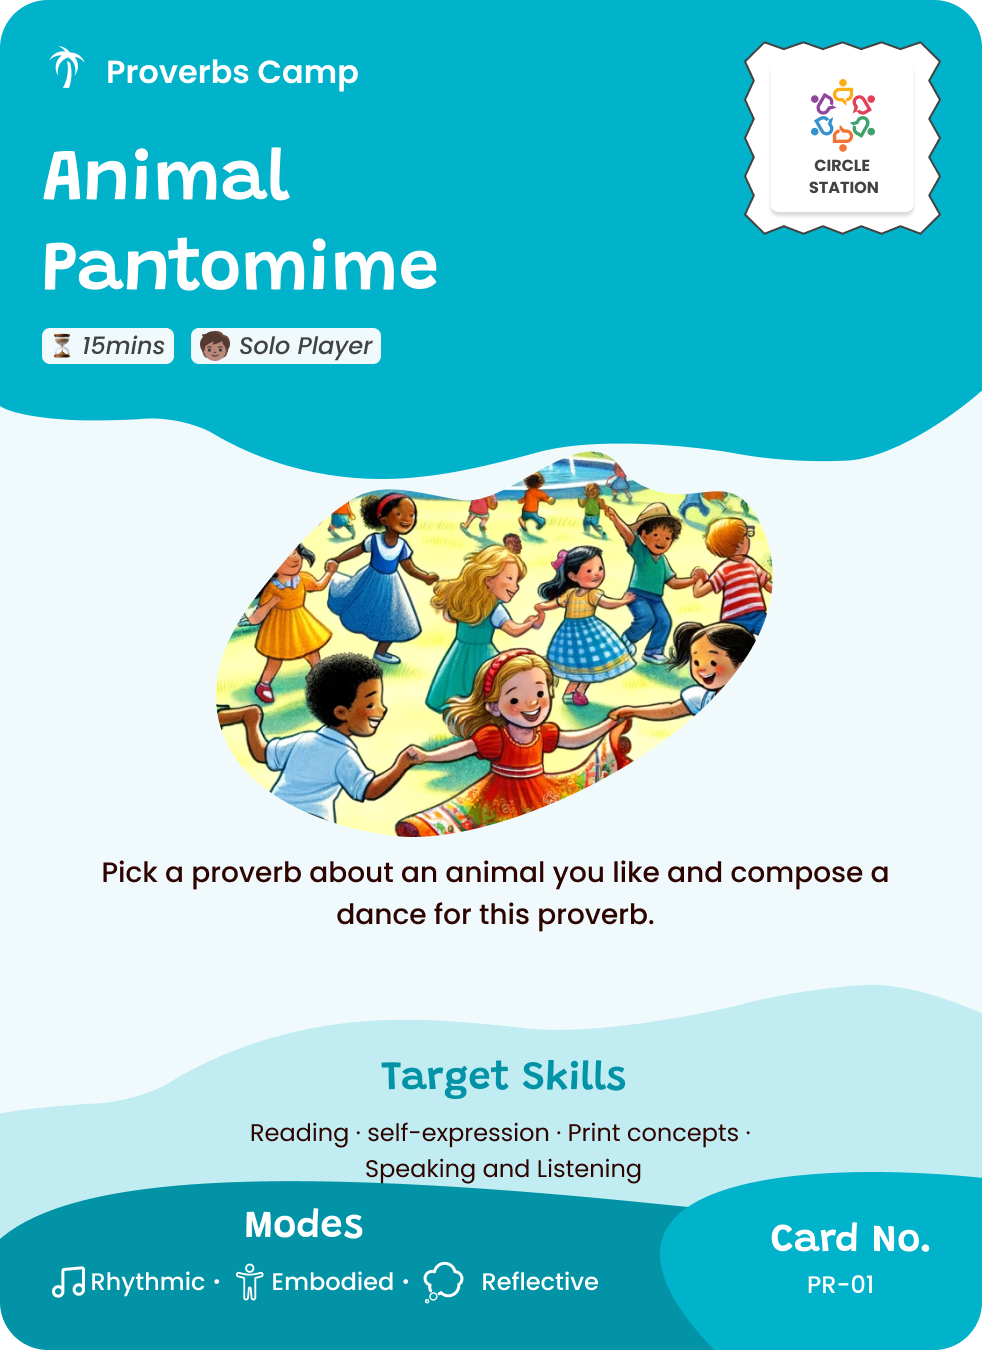 Proverbs Camp
CIRCLE
STATION
Animal
Pantomime
15mins
Solo Player
Pick a proverb about an animal you like and compose a
dance for this proverb.
Target Skills
Reading · self-expression · Print concepts ·
Speaking and Listening
Modes
Rhythmic · Embodied · Reflective
Card No.
PR-01